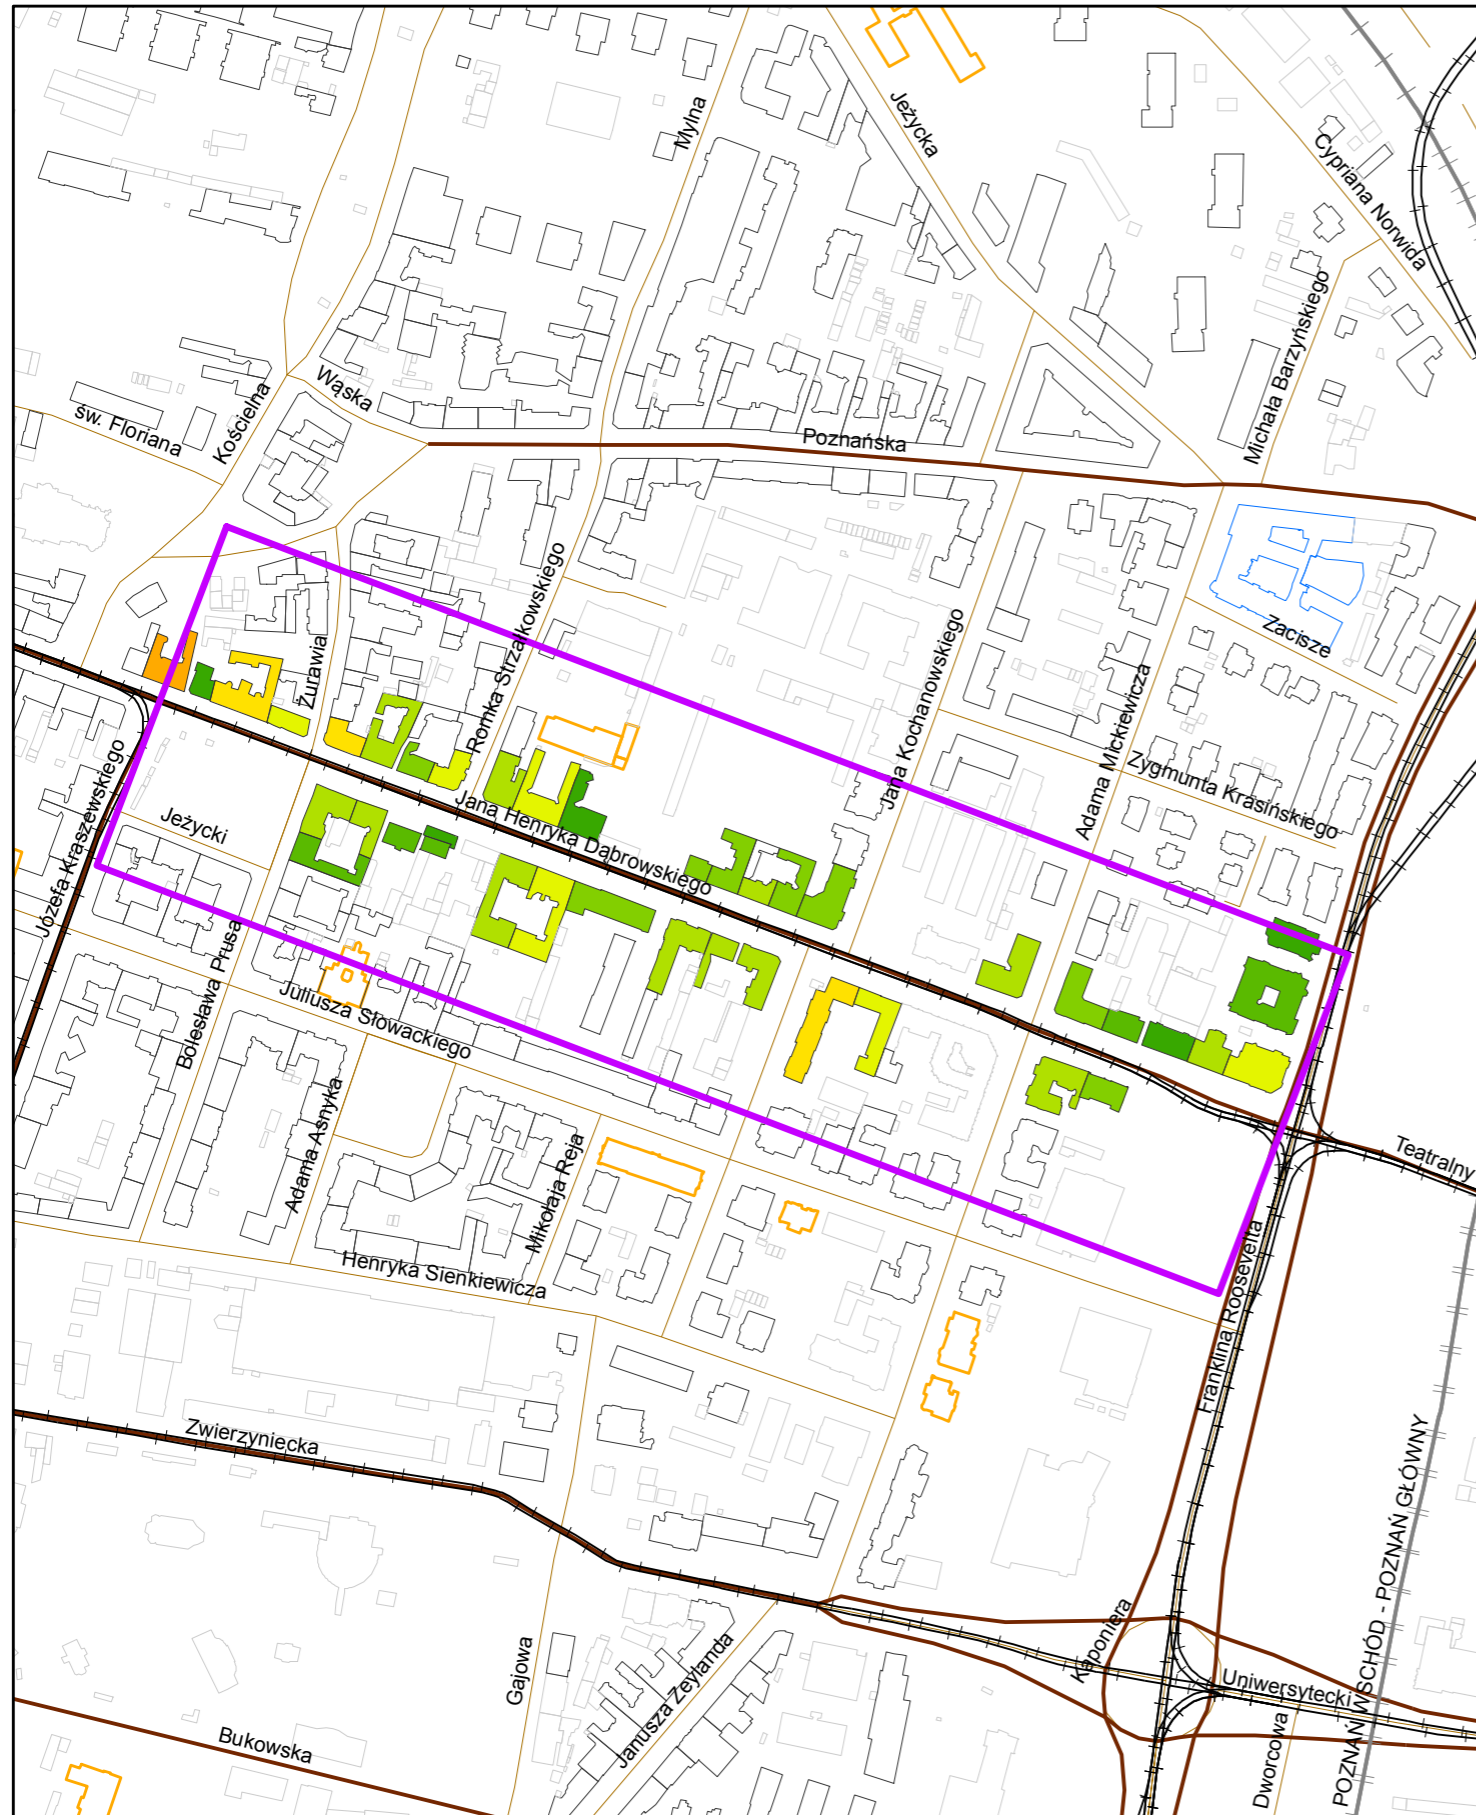 Jeżycka
Mylna
Cypriana Norwida
Michała Barzyńskiego
Wąska
Kościelna
św. Floriana
Poznańska
Romka Strzałkowskiego
Jana Kochanowskiego
Zacisze
Żurawia
Adama Mickiewicza
Zygmunta Krasińskiego
Józefa Kraszewskiego
Jeżycki
Jana Henryka Dąbrowskiego
Bolesława Prusa
Juliusza Słowackiego
Adama Asnyka
Mikołaja Reja
Teatralny
Henryka Sienkiewicza
Franklina Roosevelta
Zwierzyniecka
POZNAŃ WSCHÓD - POZNAŃ GŁÓWNY
Kaponiera
Gajowa
Janusza Zeylanda
Uniwersytecki
Dworcowa
Bukowska